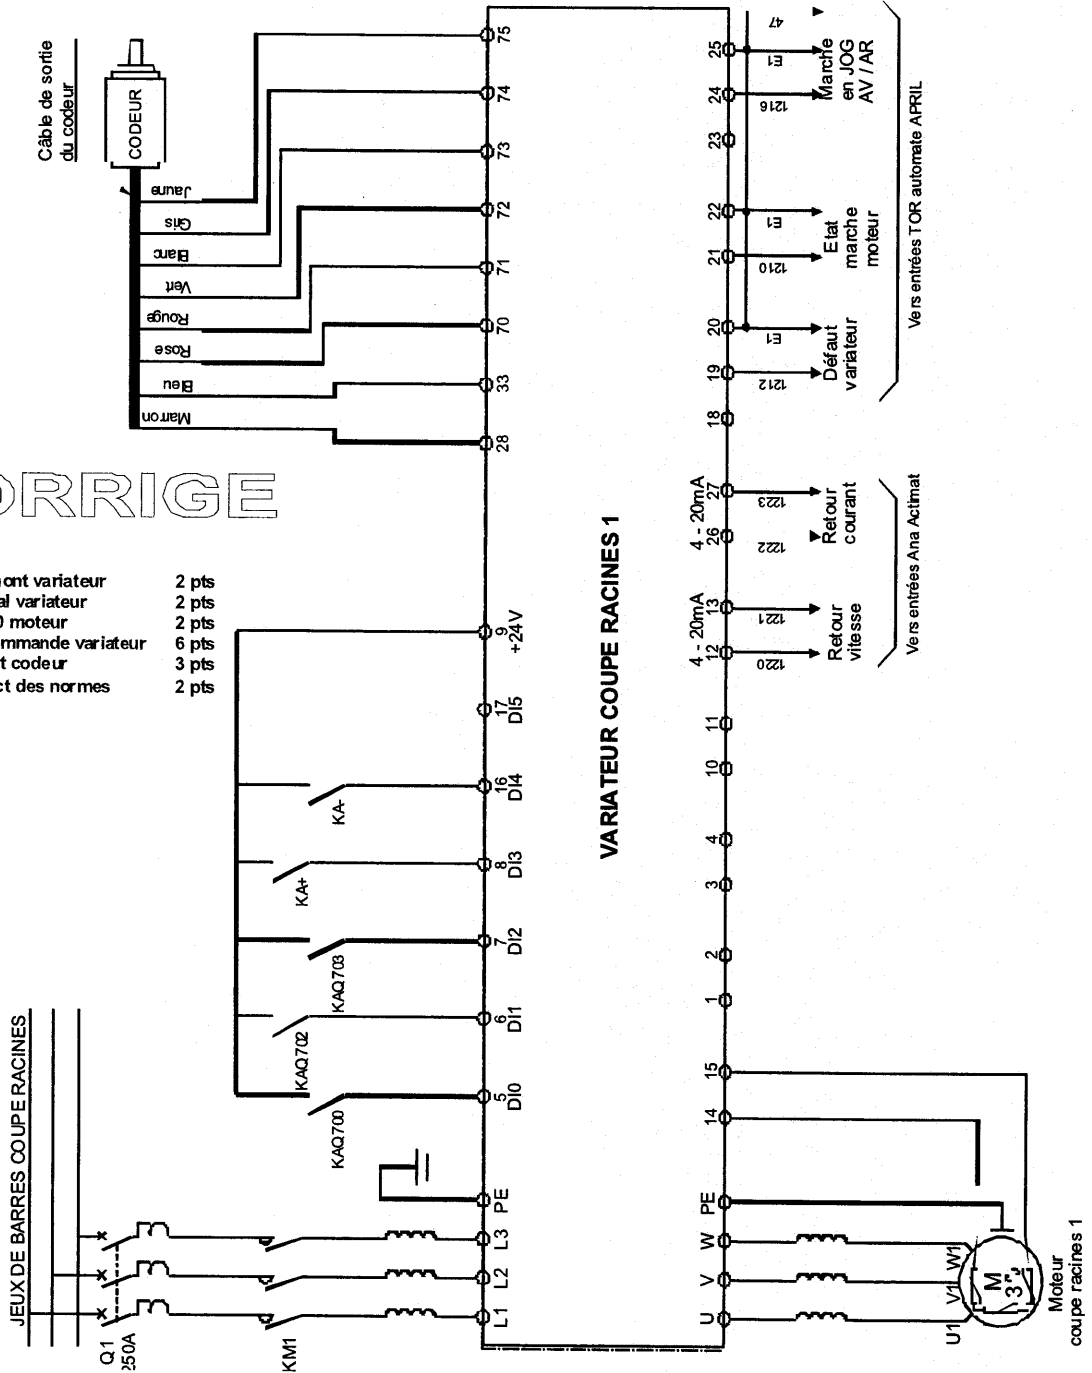 Câble de sortie
du codeur
CODEUR
Jaune
Gris
Blanc
Vert
Rouge
Rose
Bleu
Marron
75
74
73
72
71
70
33
28
ORRIGE
ont variateur 2 pts
al variateur 2 pts
0 moteur 2 pts
mmande variateur 6 pts
t codeur 3 pts
ct des normes 2 pts
9 +24V
17 DI5
16 DI4
8 DI3
7 DI2
6 DI1
5 DI0
KA-
KA+
KAQ703
KAQ702
KAQ700
JEUX DE BARRES COUPE RACINES
Q1
250A
KM1
PE
L3
L2
L1
VARIATEUR COUPE RACINES 1
25
24
23
22
21
20
19
18
27
26
4 - 20mA
13
12
4 - 20mA
11
10
4
3
2
1
15
14
PE
W
V
U
47
E1
1216
Marche
en JOG
AV / AR
E1
1210
Etat
marche
moteur
E1
1212
Défaut
variateur
Vers entrées TOR automate APRIL
1223
1222
Retour
courant
1221
1220
Retour
vitesse
Vers entrées Ana Actimat
W1
V1
U1
M
3~
Moteur
coupe racines 1